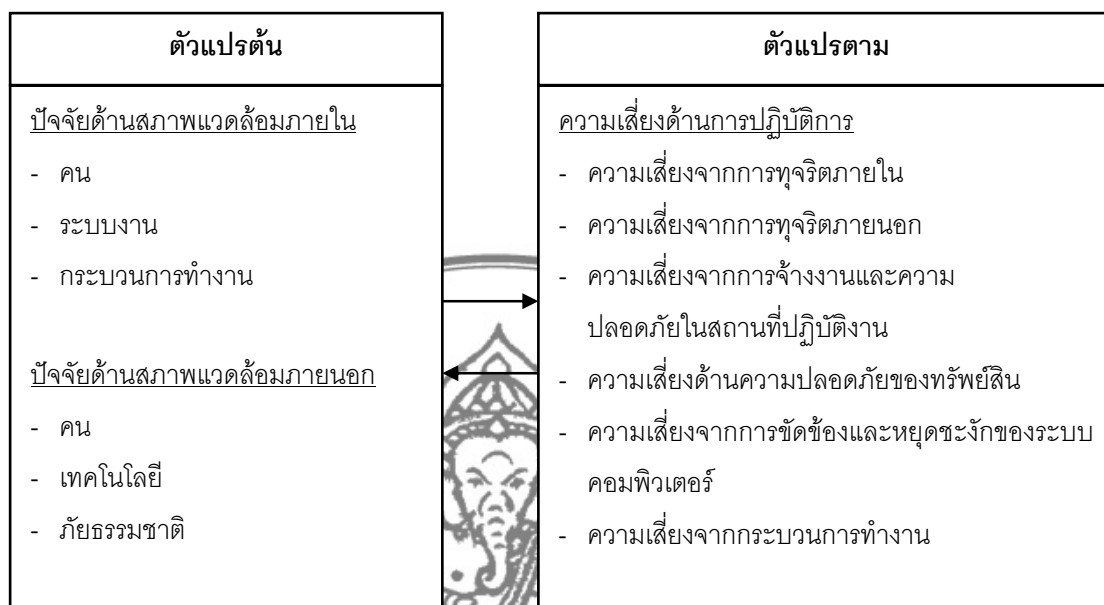 ตัวแปรต้น
ปัจจัยด้านสภาพแวดล้อมภายใน
- คน
- ระบบงาน
- กระบวนการทำงาน
ปัจจัยด้านสภาพแวดล้อมภายนอก
- คน
- เทคโนโลยี
- ภัยธรรมชาติ
ตัวแปรตาม
ความเสี่ยงด้านการปฏิบัติการ
- ความเสี่ยงจากการทุจริตภายใน
- ความเสี่ยงจากการทุจริตภายนอก
- ความเสี่ยงจากการจ้างงานและความ
ปลอดภัยในสถานที่ปฏิบัติงาน
- ความเสี่ยงด้านความปลอดภัยของทรัพย์สิน
- ความเสี่ยงจากการขัดข้องและหยุดชะงักของระบบ
คอมพิวเตอร์
- ความเสี่ยงจากกระบวนการทำงาน